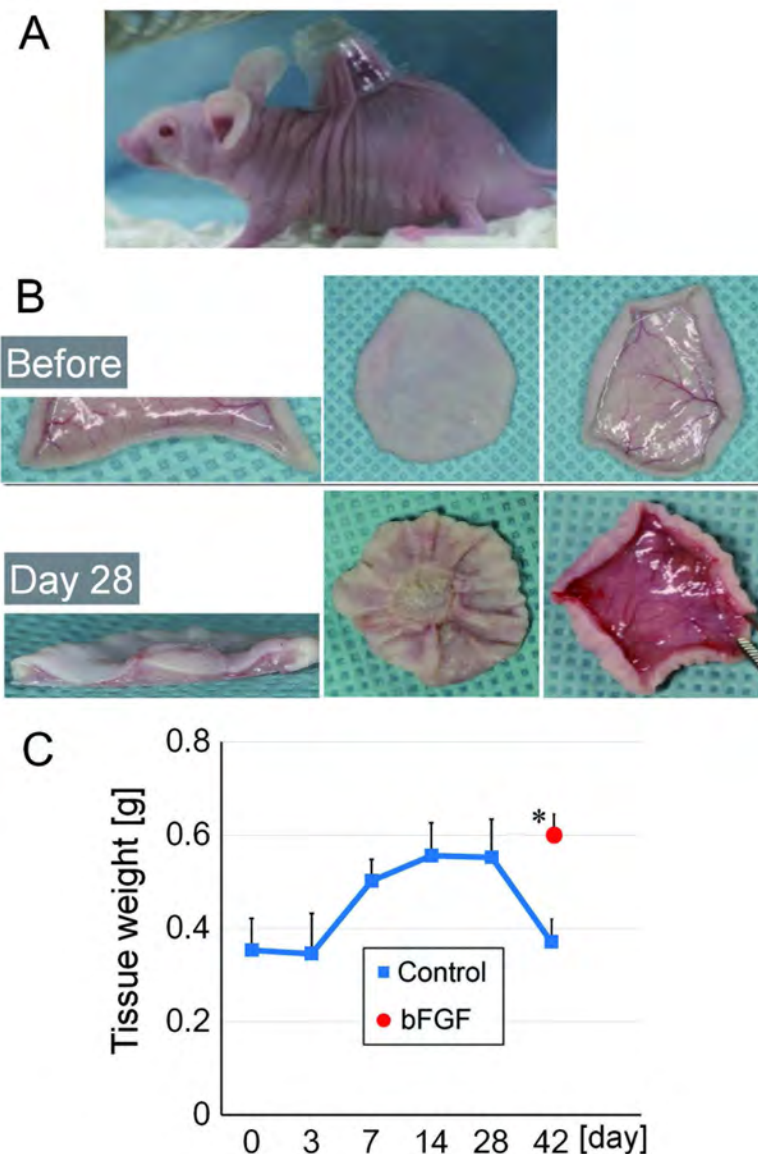 A
B
Before
Day 28
C
Tissue weight [g]
0.8
0.6
0.4
0.2
0
*
Control
bFGF
0 3 7 14 28 42 [day]